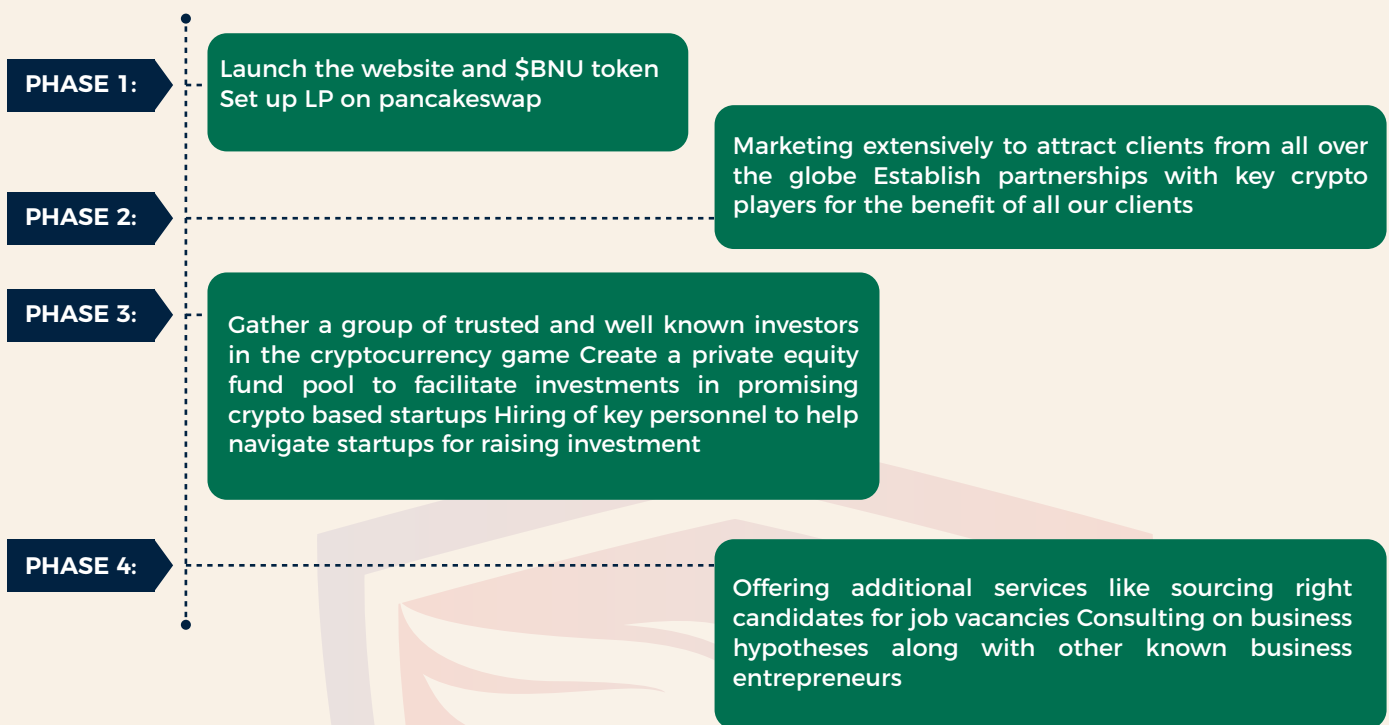 PHASE 1:
Launch the website and $BNU token
Set up LP on pancakeswap
PHASE 2:
Marketing extensively to attract clients from all over
the globe Establish partnerships with key crypto
players for the benefit of all our clients
PHASE 3:
Gather a group of trusted and well known investors
in the cryptocurrency game Create a private equity
fund pool to facilitate investments in promising
crypto based startups Hiring of key personnel to help
navigate startups for raising investment
PHASE 4:
Offering additional services like sourcing right
candidates for job vacancies Consulting on business
hypotheses along with other known business
entrepreneurs